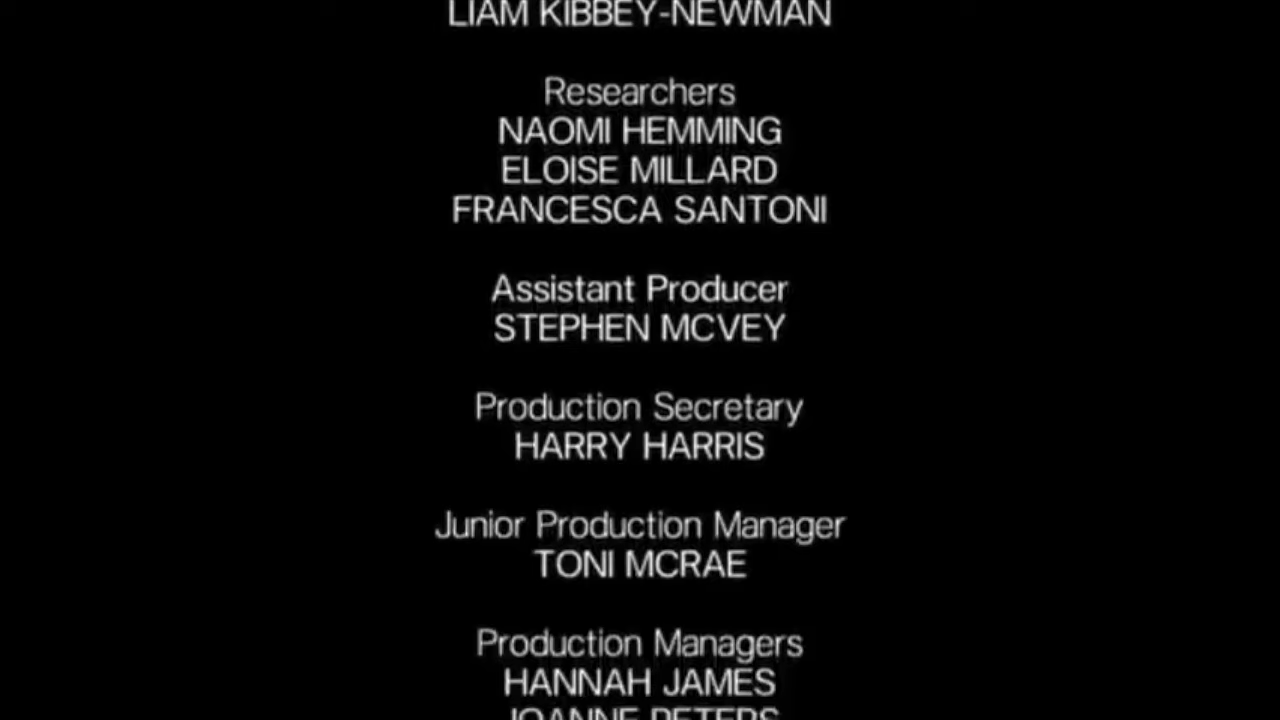 LIAM KIBBEY-NEWMAN
Researchers
NAOMI HEMMING
ELOISE MILLARD
FRANCESCA SANTONI
Assistant Producer
STEPHEN MCVEY
Production Secretary
HARRY HARRIS
Junior Production Manager
TONI MCRAE
Production Managers
HANNAH JAMES
JOANNE PETERS